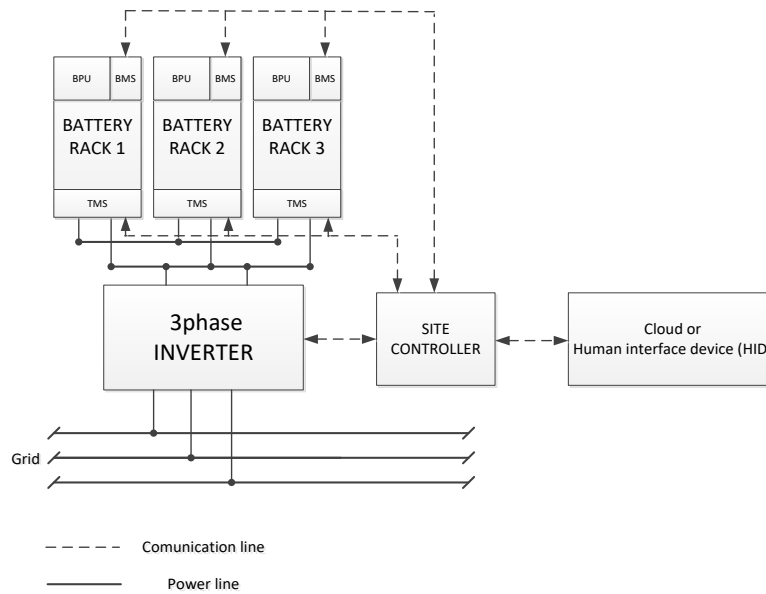 BPU
BMS
BPU
BMS
BPU
BMS
BATTERY
RACK 1
BATTERY
RACK 2
BATTERY
RACK 3
TMS
TMS
TMS
3phase
INVERTER
SITE
CONTROLLER
Cloud or
Human interface device (HID
Grid
Comunication line
Power line